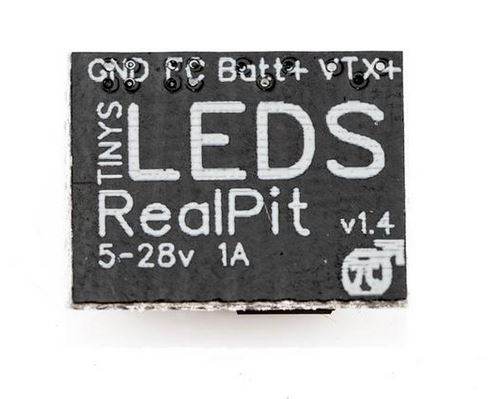 GND FC Batt+ VTX+
TINYS
LEDS
RealPit
v1.4
5-28v 1A